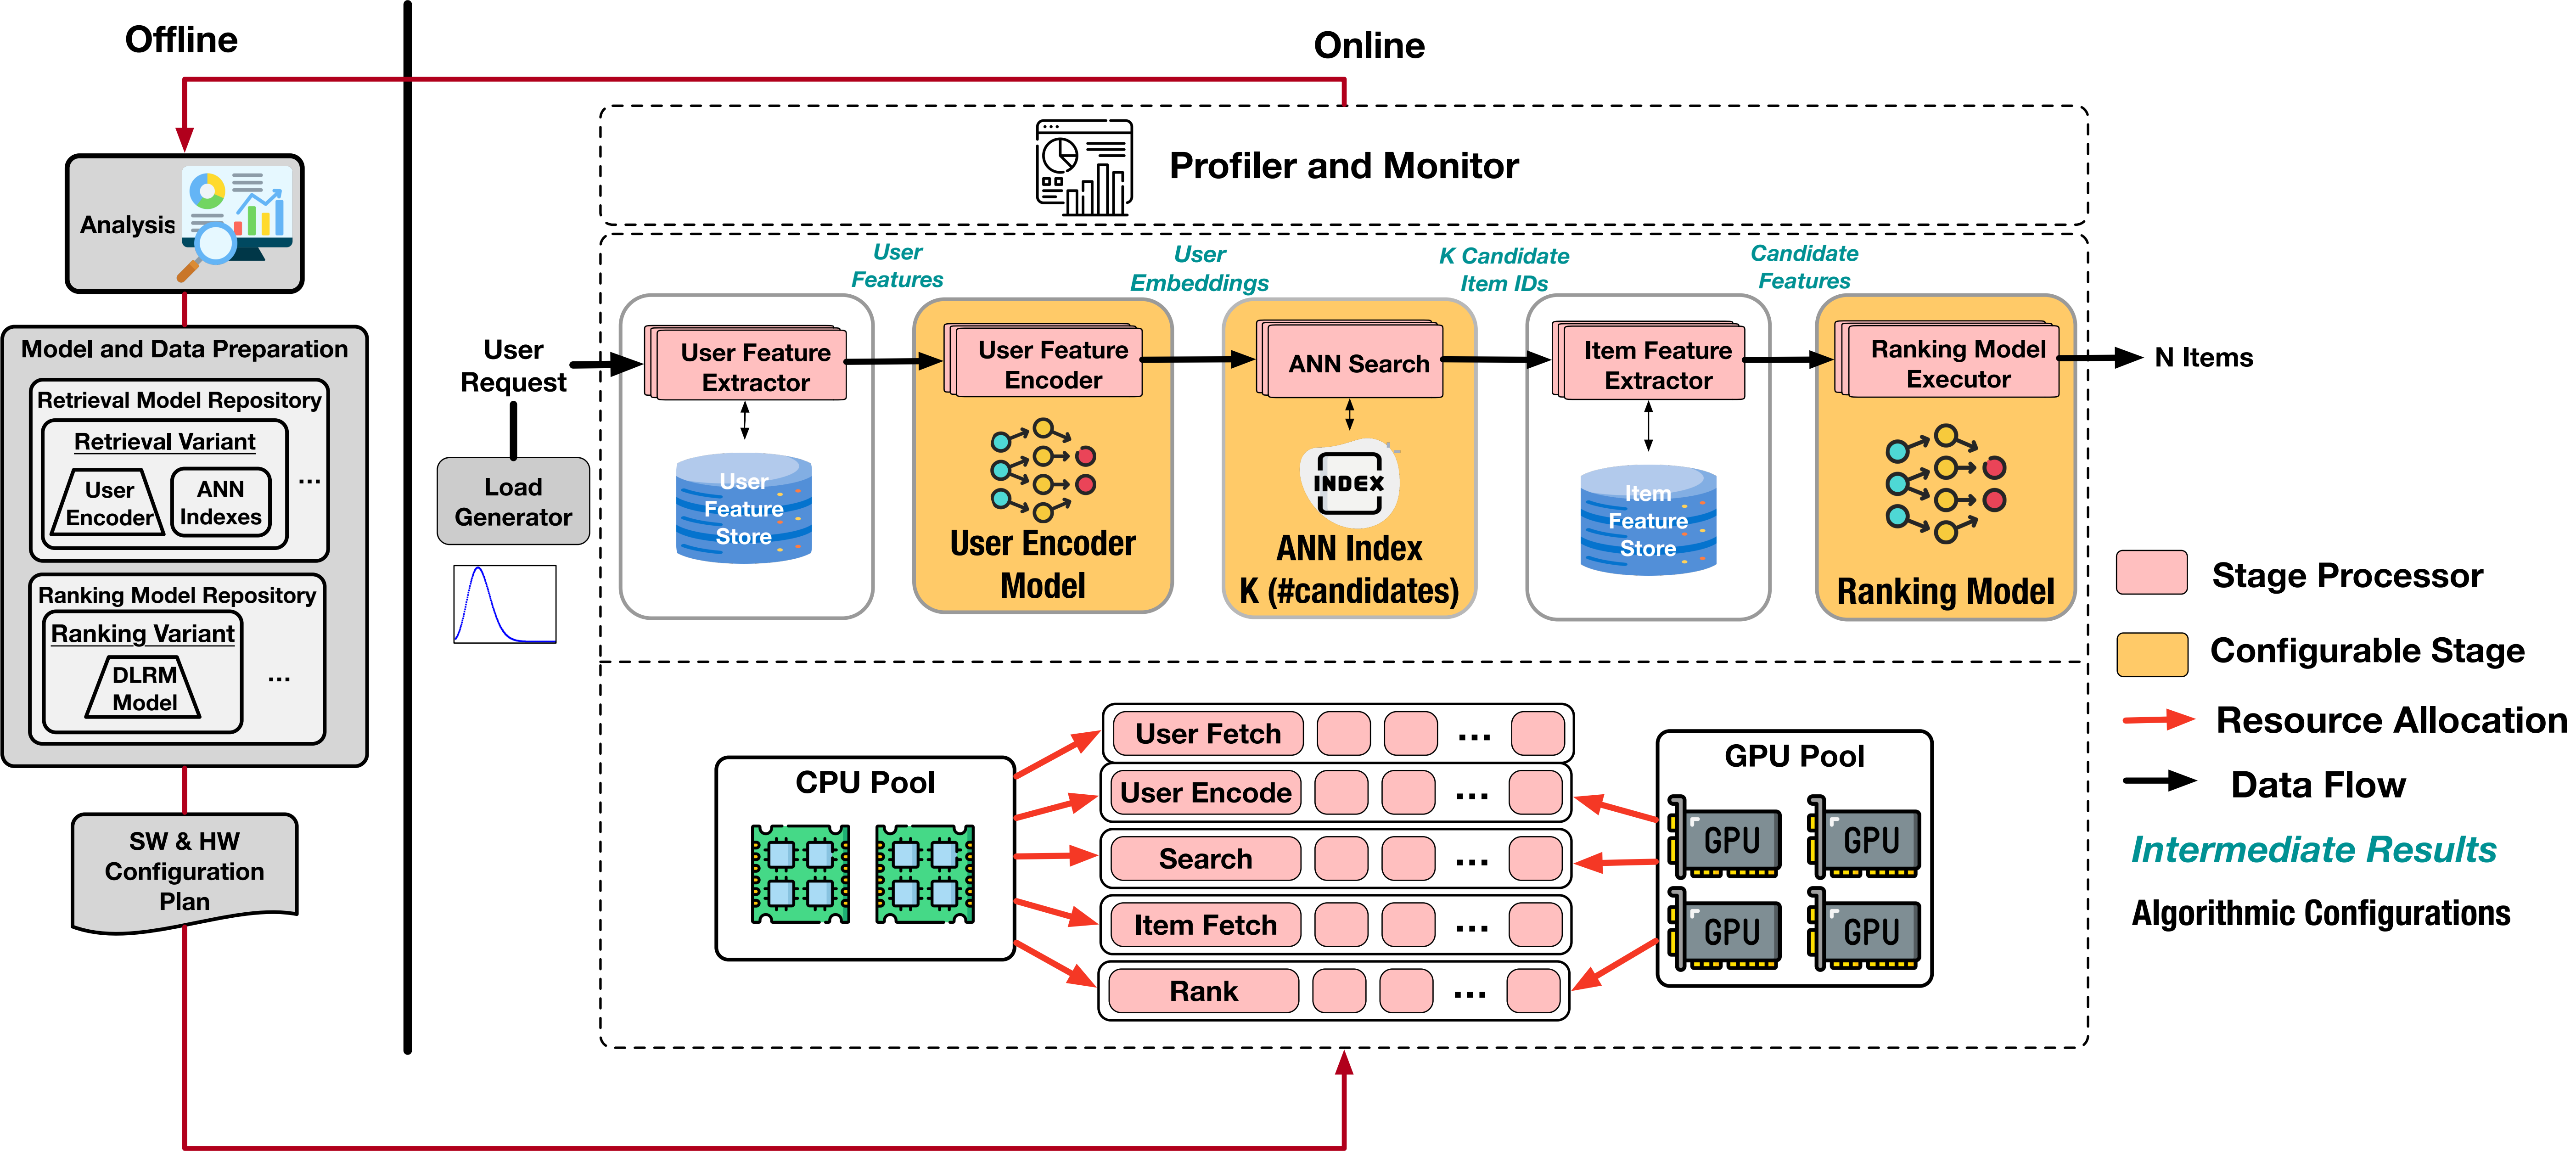 Offline
Online
Analysis
Profiler and Monitor
Model and Data Preparation
Retrieval Model Repository
Retrieval Variant
User
Encoder
ANN
Indexes
...
Ranking Model Repository
Ranking Variant
DLRM
Model
...
SW & HW
Configuration
Plan
User
Request
Load
Generator
User
Features
User
Embeddings
K Candidate
Item IDs
Candidate
Features
User Feature
Extractor
User
Feature
Store
User Feature
Encoder
User Encoder
Model
ANN Search
INDEX
ANN Index
K (#candidates)
Item Feature
Extractor
Item
Feature
Store
Ranking Model
Executor
Ranking Model
N Items
CPU Pool
User Fetch
...
User Encode
...
Search
...
Item Fetch
...
Rank
...
GPU Pool
GPU
GPU
GPU
GPU
Stage Processor
Configurable Stage
Resource Allocation
Data Flow
Intermediate Results
Algorithmic Configurations